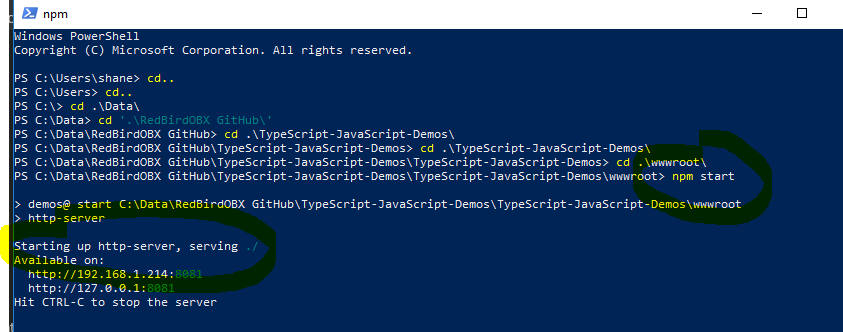 npm
Windows PowerShell
Copyright (C) Microsoft Corporation. All rights reserved.
PS C:\Users\shane> cd..
PS C:\Users> cd..
PS C:\> cd .\Data\
PS C:\Data> cd '.\RedBirdOBX GitHub\'
PS C:\Data\RedBirdOBX GitHub> cd .\TypeScript-JavaScript-Demos\
PS C:\Data\RedBirdOBX GitHub\TypeScript-JavaScript-Demos> cd .\TypeScript-JavaScript-Demos\
PS C:\Data\RedBirdOBX GitHub\TypeScript-JavaScript-Demos\TypeScript-JavaScript-Demos> cd .\wwwroot\
PS C:\Data\RedBirdOBX GitHub\TypeScript-JavaScript-Demos\TypeScript-JavaScript-Demos\wwwroot> npm start
> demos@ start C:\Data\RedBirdOBX GitHub\TypeScript-JavaScript-Demos\TypeScript-JavaScript-Demos\wwwroot
> http-server
Starting up http-server, serving ./
Available on:
http://192.168.1.214:8081
http://127.0.0.1:8081
Hit CTRL-C to stop the server